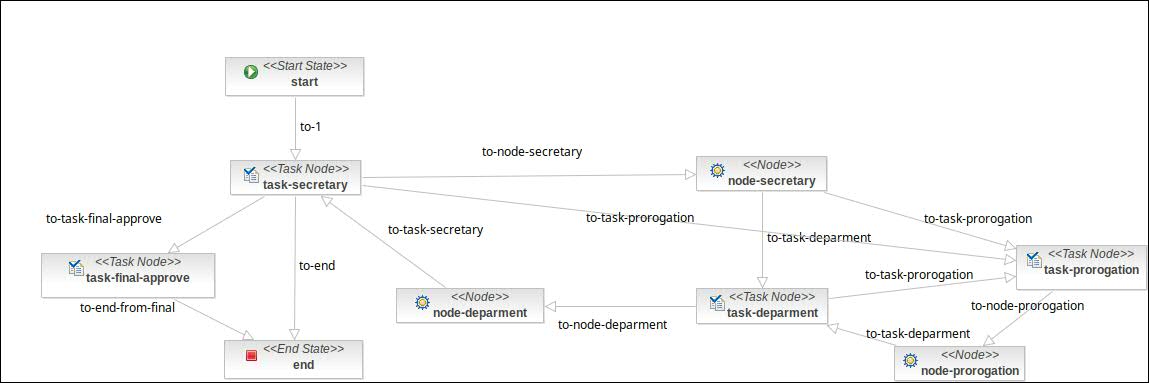 <<Start State>>
start
to-1
to-node-secretary
<<Task Node>>
task-secretary
<<Node>>
node-secretary
to-task-final-approve
to-task-secretary
to-task-prorogation
to-task-prorogation
to-task-deparment
<<Task Node>>
task-final-approve
to-end
<<Task Node>>
task-prorogation
to-task-prorogation
to-end-from-final
<<Node>>
node-deparment
<<Task Node>>
task-deparment
to-node-prorogation
to-node-deparment
to-task-deparment
<<End State>>
end
<<Node>>
node-prorogation